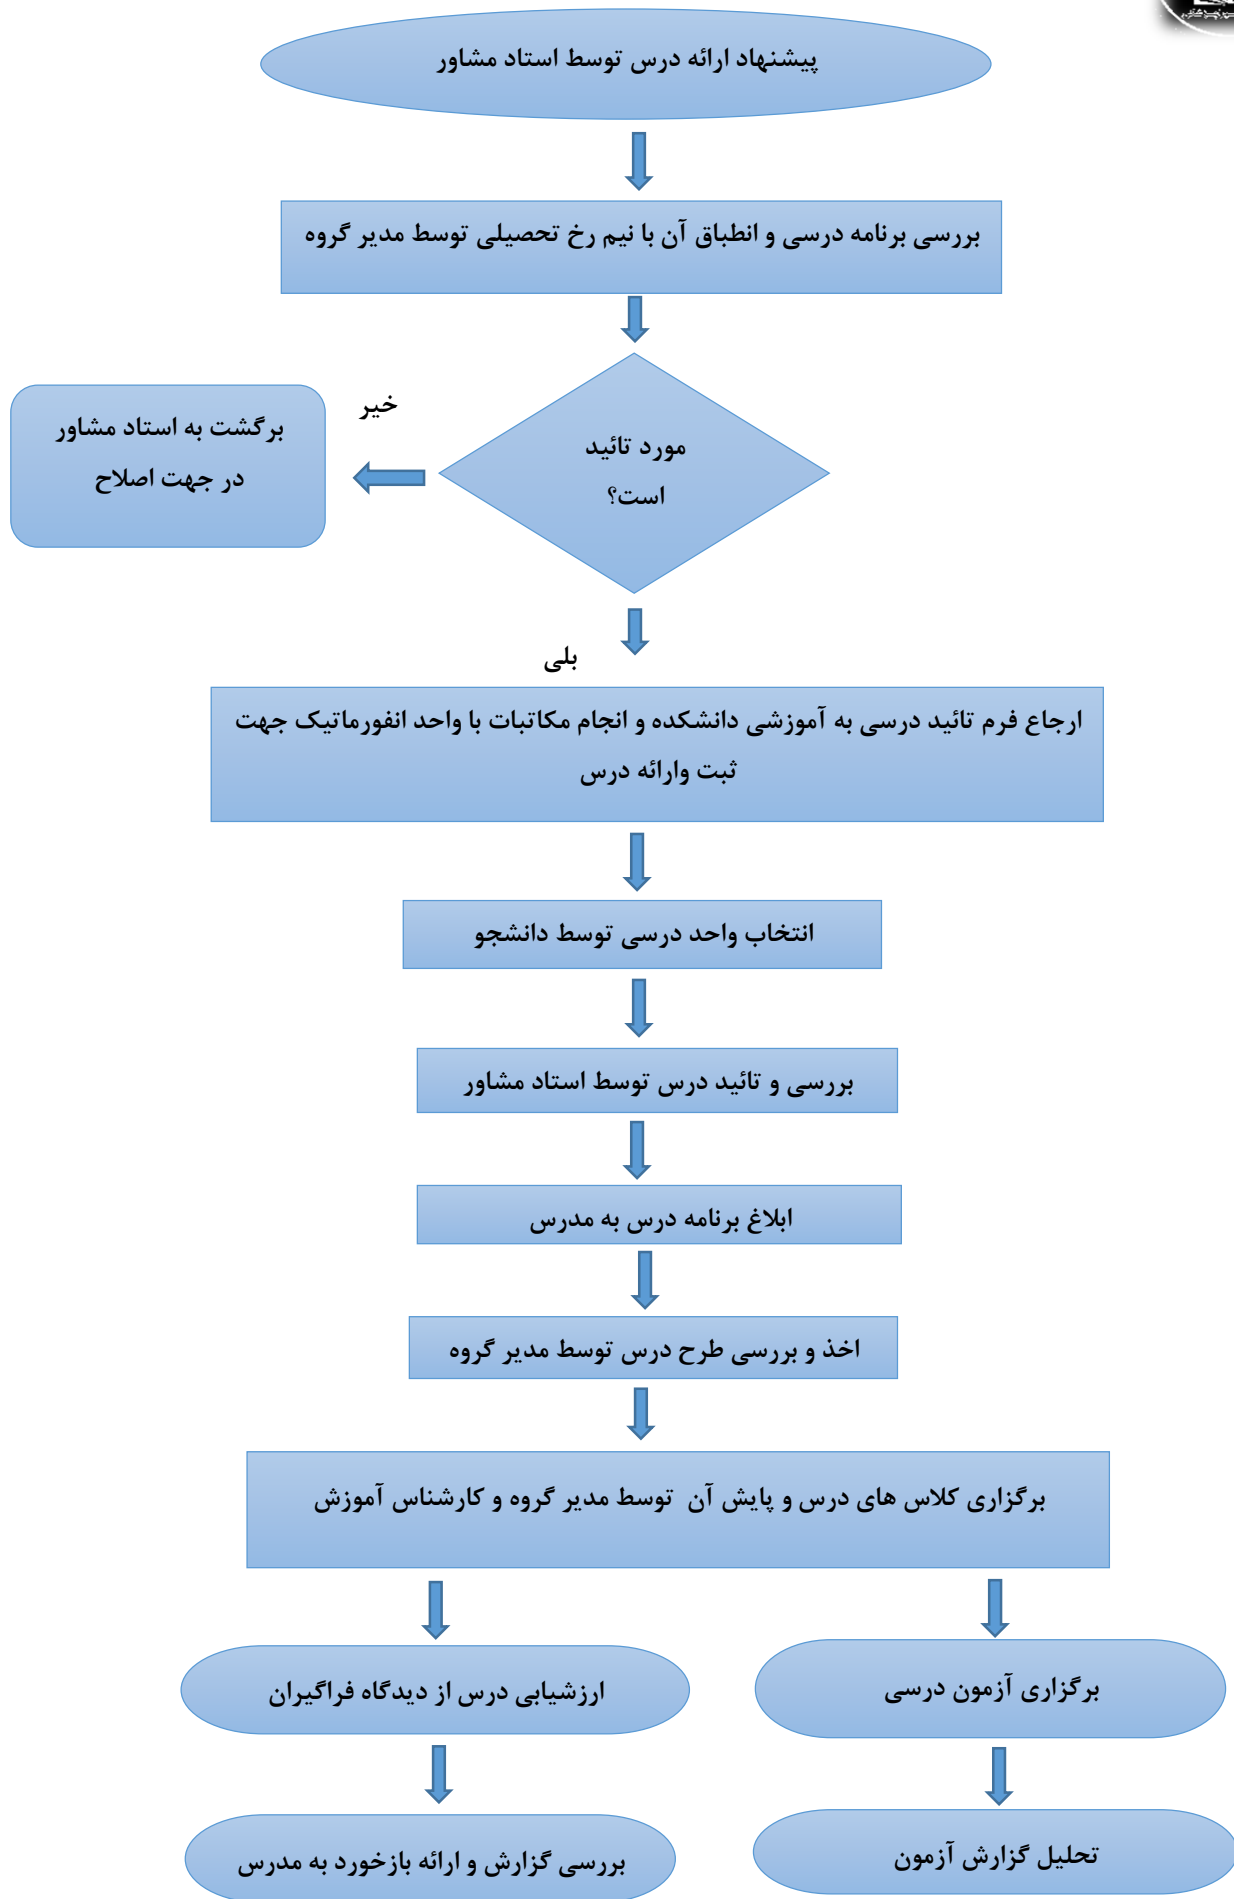 پیشنهاد ارائه درس توسط استاد مشاور
بررسی برنامه درسی و انطباق آن با نیم رخ تحصیلی توسط مدیر گروه
مورد تائید
است؟
خیر
برگشت به استاد مشاور
در جهت اصلاح
بلی
ارجاع فرم تائید درسی به آموزشی دانشکده و انجام مکاتبات با واحد انفورماتیک جهت
ثبت وارائه درس
انتخاب واحد درسی توسط دانشجو
بررسی و تائید درس توسط استاد مشاور
ابلاغ برنامه درس به مدرس
اخذ و بررسی طرح درس توسط مدیر گروه
برگزاری کلاس های درس و پایش آن توسط مدیر گروه و کارشناس آموزش
برگزاری آزمون درسی
ارزشیابی درس از دیدگاه فراگیران
تحلیل گزارش آزمون
بررسی گزارش و ارائه بازخورد به مدرس